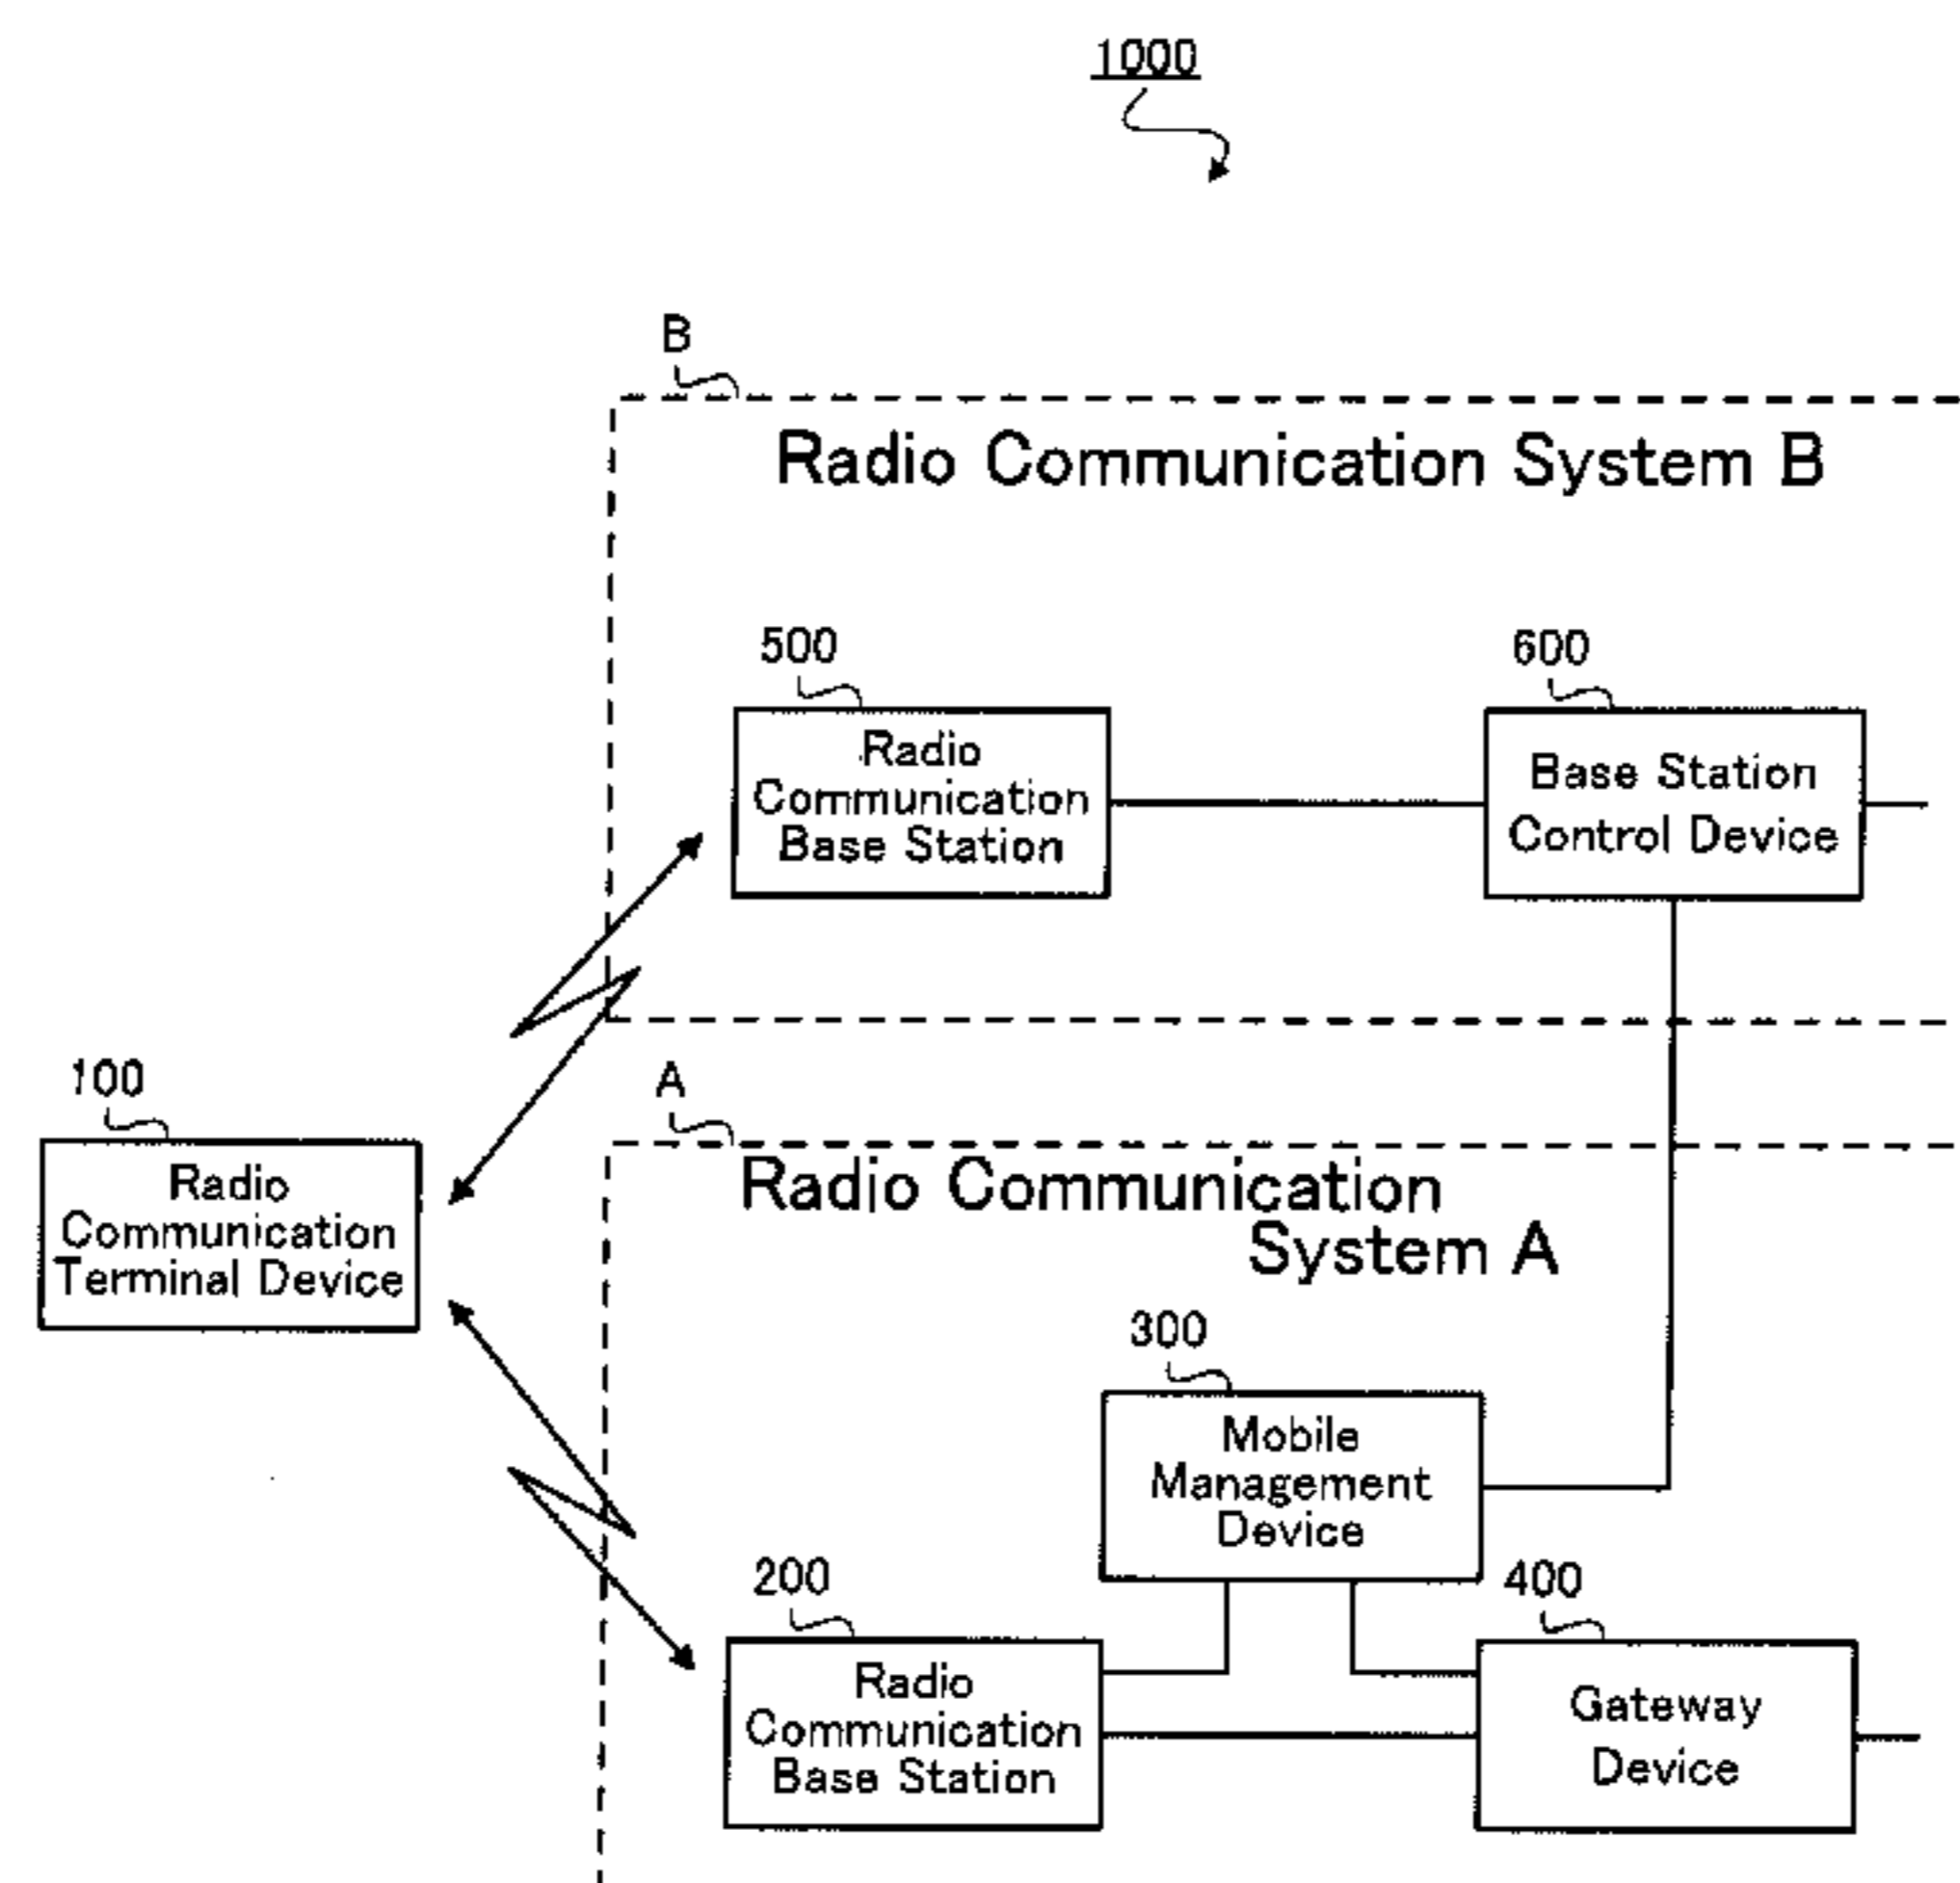 1000
B
Radio Communication System B
500
600
Radio
Communication
Base Station
Base Station
Control Device
100
Radio
Communication
Terminal Device
A
Radio Communication
System A
300
Mobile
Management
Device
200
Radio
Communication
Base Station
400
Gateway
Device